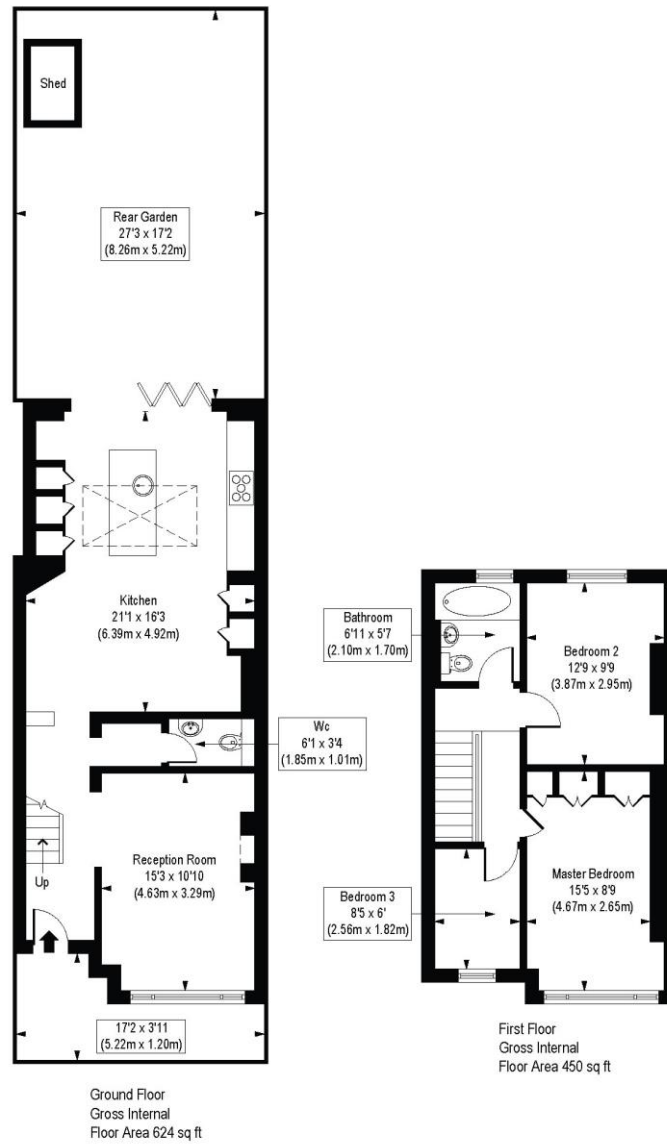 Shed
Rear Garden
27'3 x 17'2
(8.26m x 5.22m)
Kitchen
21'1 x 16'3
(6.39m x 4.92m)
Wc
6'1 x 3'4
(1.85m x 1.01m)
Reception Room
15'3 x 10'10
(4.63m x 3.29m)
Up
17'2 x 3'11
(5.22m x 1.20m)
Ground Floor
Gross Internal
Floor Area 624 sq ft
Bathroom
6'11 x 5'7
(2.10m x 1.70m)
Bedroom 2
12'9 x 9'9
(3.87m x 2.95m)
Master Bedroom
15'5 x 8'9
(4.67m x 2.65m)
Bedroom 3
8'5 x 6'
(2.56m x 1.82m)
First Floor
Gross Internal
Floor Area 450 sq ft